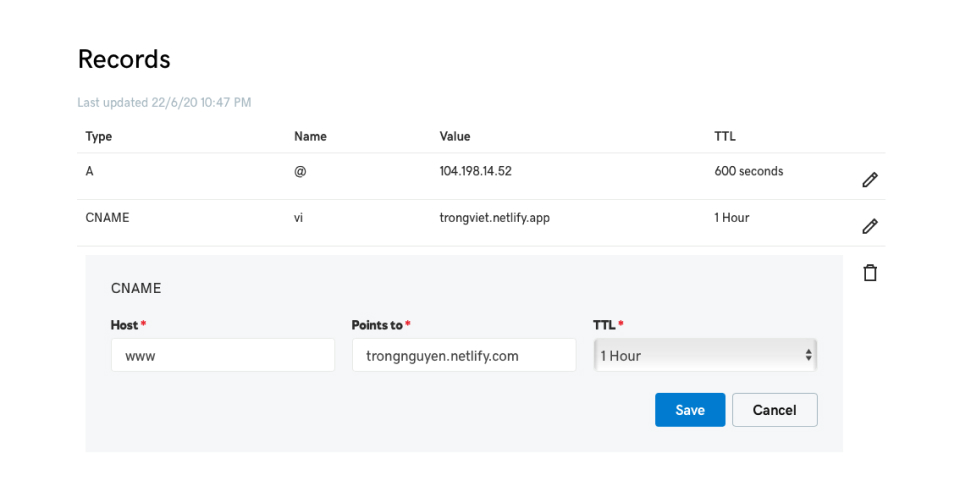 Records
Last updated 22/6/20 10:47 PM
Type Name Value TTL
A @ 104.198.14.52 600 seconds
CNAME vi trongviet.netlify.app 1 Hour
CNAME
Host * Points to * TTL *
www trongnguyen.netlify.com 1 Hour
Save Cancel